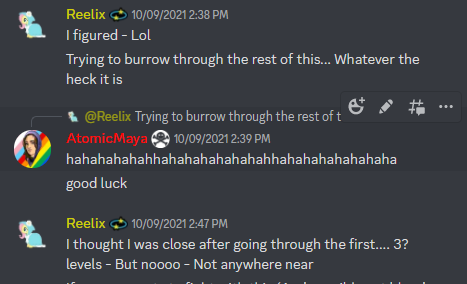 Reelix 10/09/2021 2:38 PM
I figured - Lol
Trying to burrow through the rest of this... Whatever the
heck it is
@Reelix Trying to burrow through the rest of t
AtomicMaya 10/09/2021 2:39 PM
hahahahahahhahahahahahahahahhahahahahahahaha
good luck
Reelix 10/09/2021 2:47 PM
I thought I was close after going through the first.... 3?
levels - But noooo - Not anywhere near